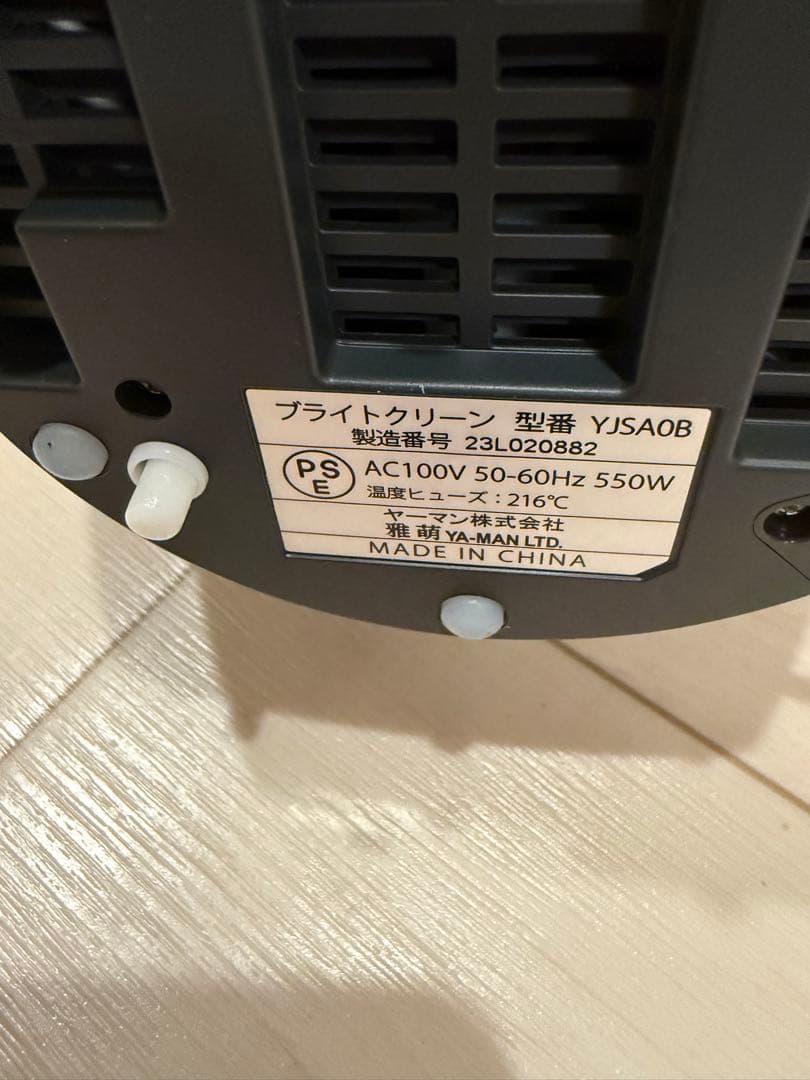 ブライトクリーン 型番 YJSA0B
製造番号 23L020882
PSE AC100V 50-60Hz 550W
温度ヒューズ：216℃
ヤーマン株式会社
雅萌 YA-MAN LTD.
MADE IN CHINA